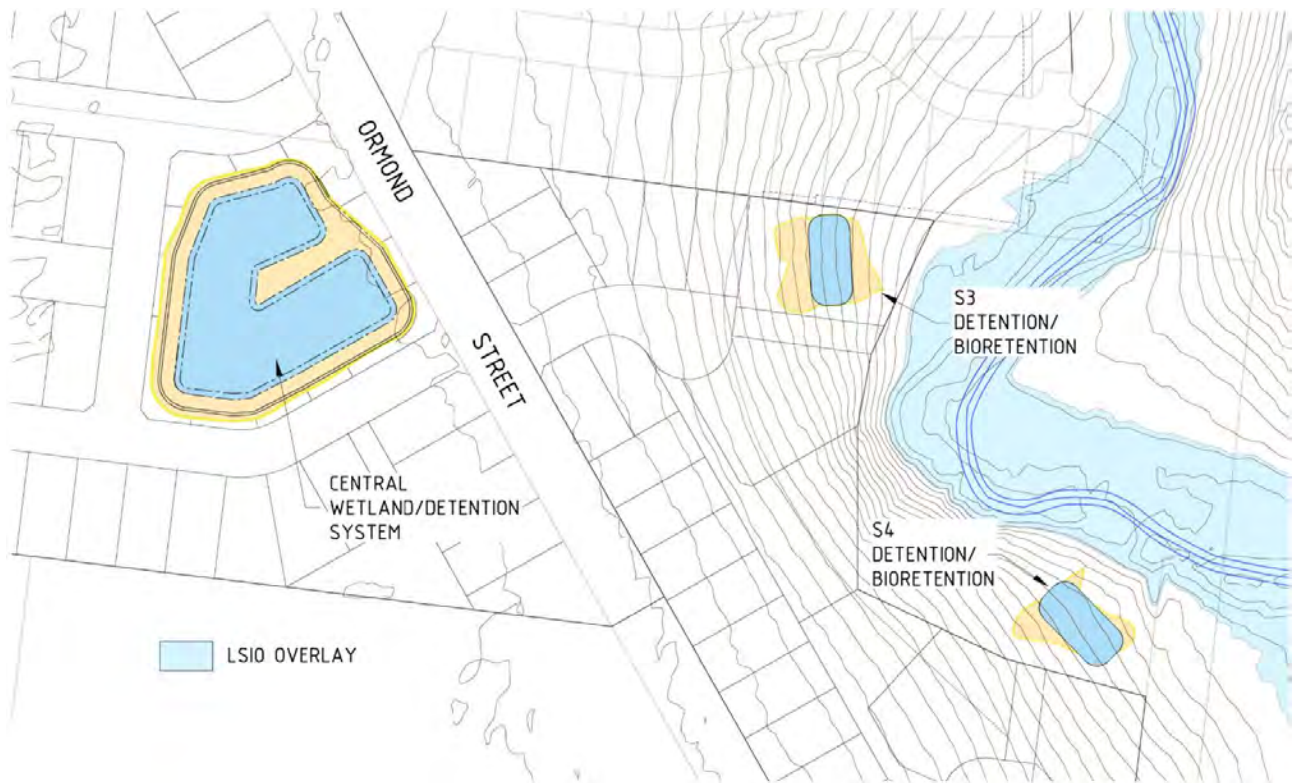 ORMOND
STREET
S3
DETENTION/
BIORETENTION
CENTRAL
WETLAND/DETENTION
SYSTEM
S4
DETENTION/
BIORETENTION
LSIO OVERLAY